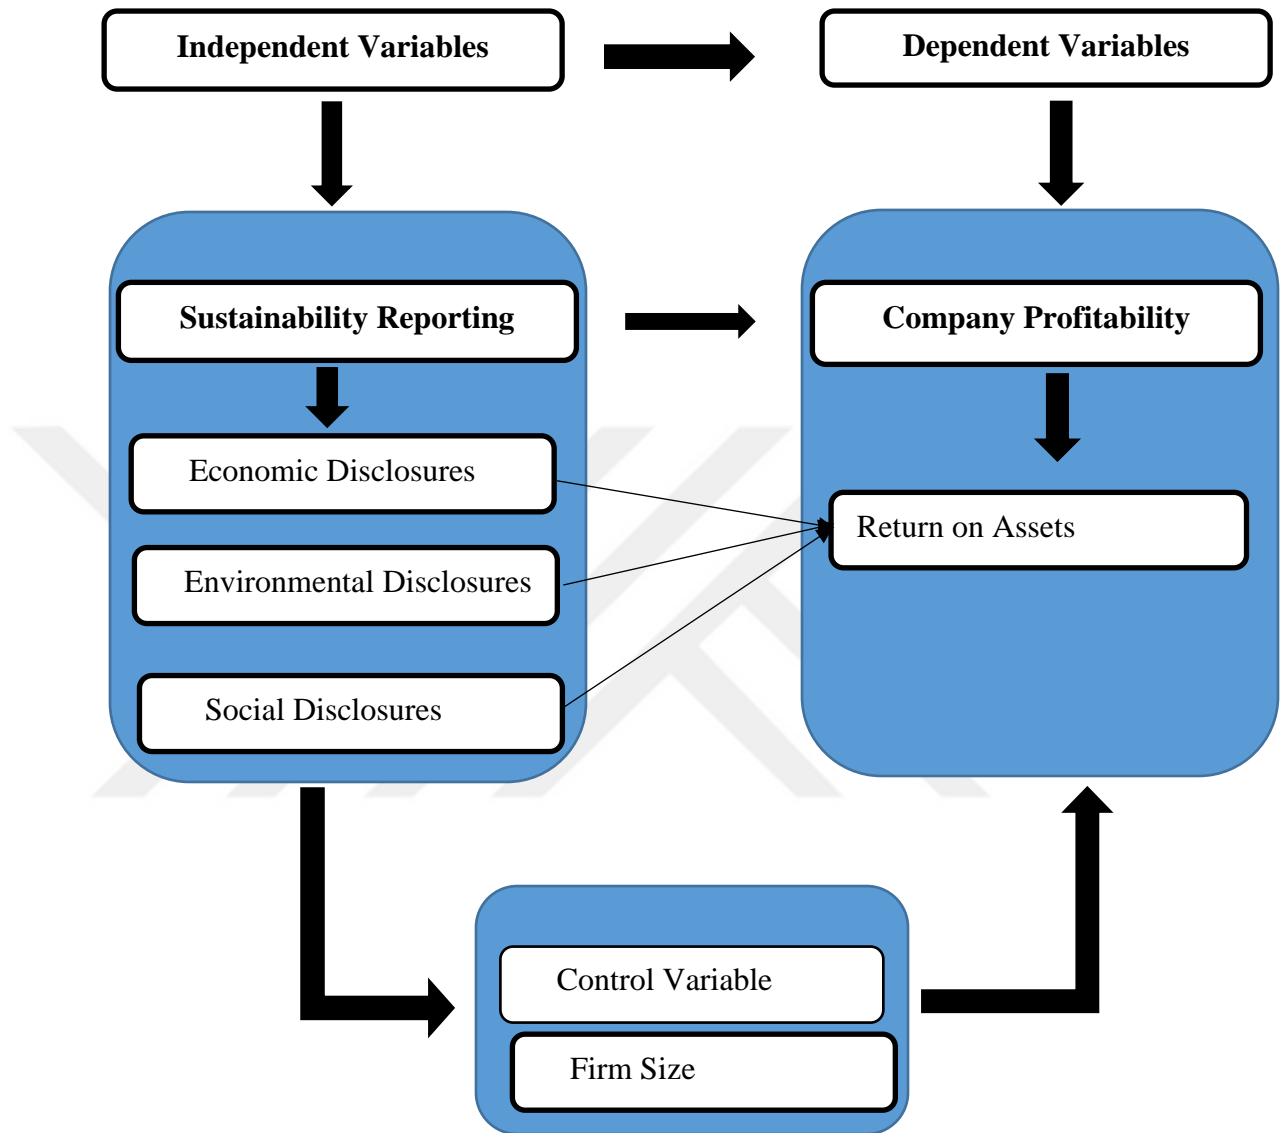 Independent Variables
Dependent Variables
Sustainability Reporting
Company Profitability
Economic Disclosures
Return on Assets
Environmental Disclosures
Social Disclosures
Control Variable
Firm Size